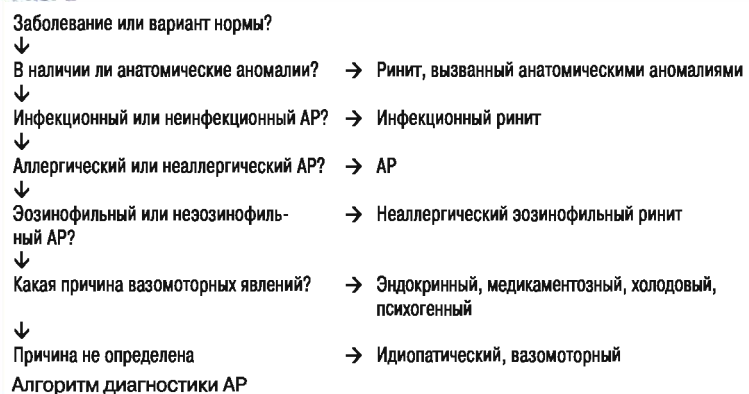 Заболевание или вариант нормы?
↓
В наличии ли анатомические аномалии? → Ринит, вызванный анатомическими аномалиями
↓
Инфекционный или неинфекционный АР? → Инфекционный ринит
↓
Аллергический или неаллергический АР? → АР
↓
Эозинофильный или неэозинофиль- → Неаллергический эозинофильный ринит
ный АР?
↓
Какая причина вазомоторных явлений? → Эндокринный, медикаментозный, холодовый,
психогенный
↓
Причина не определена → Идиопатический, вазомоторный
Алгоритм диагностики АР